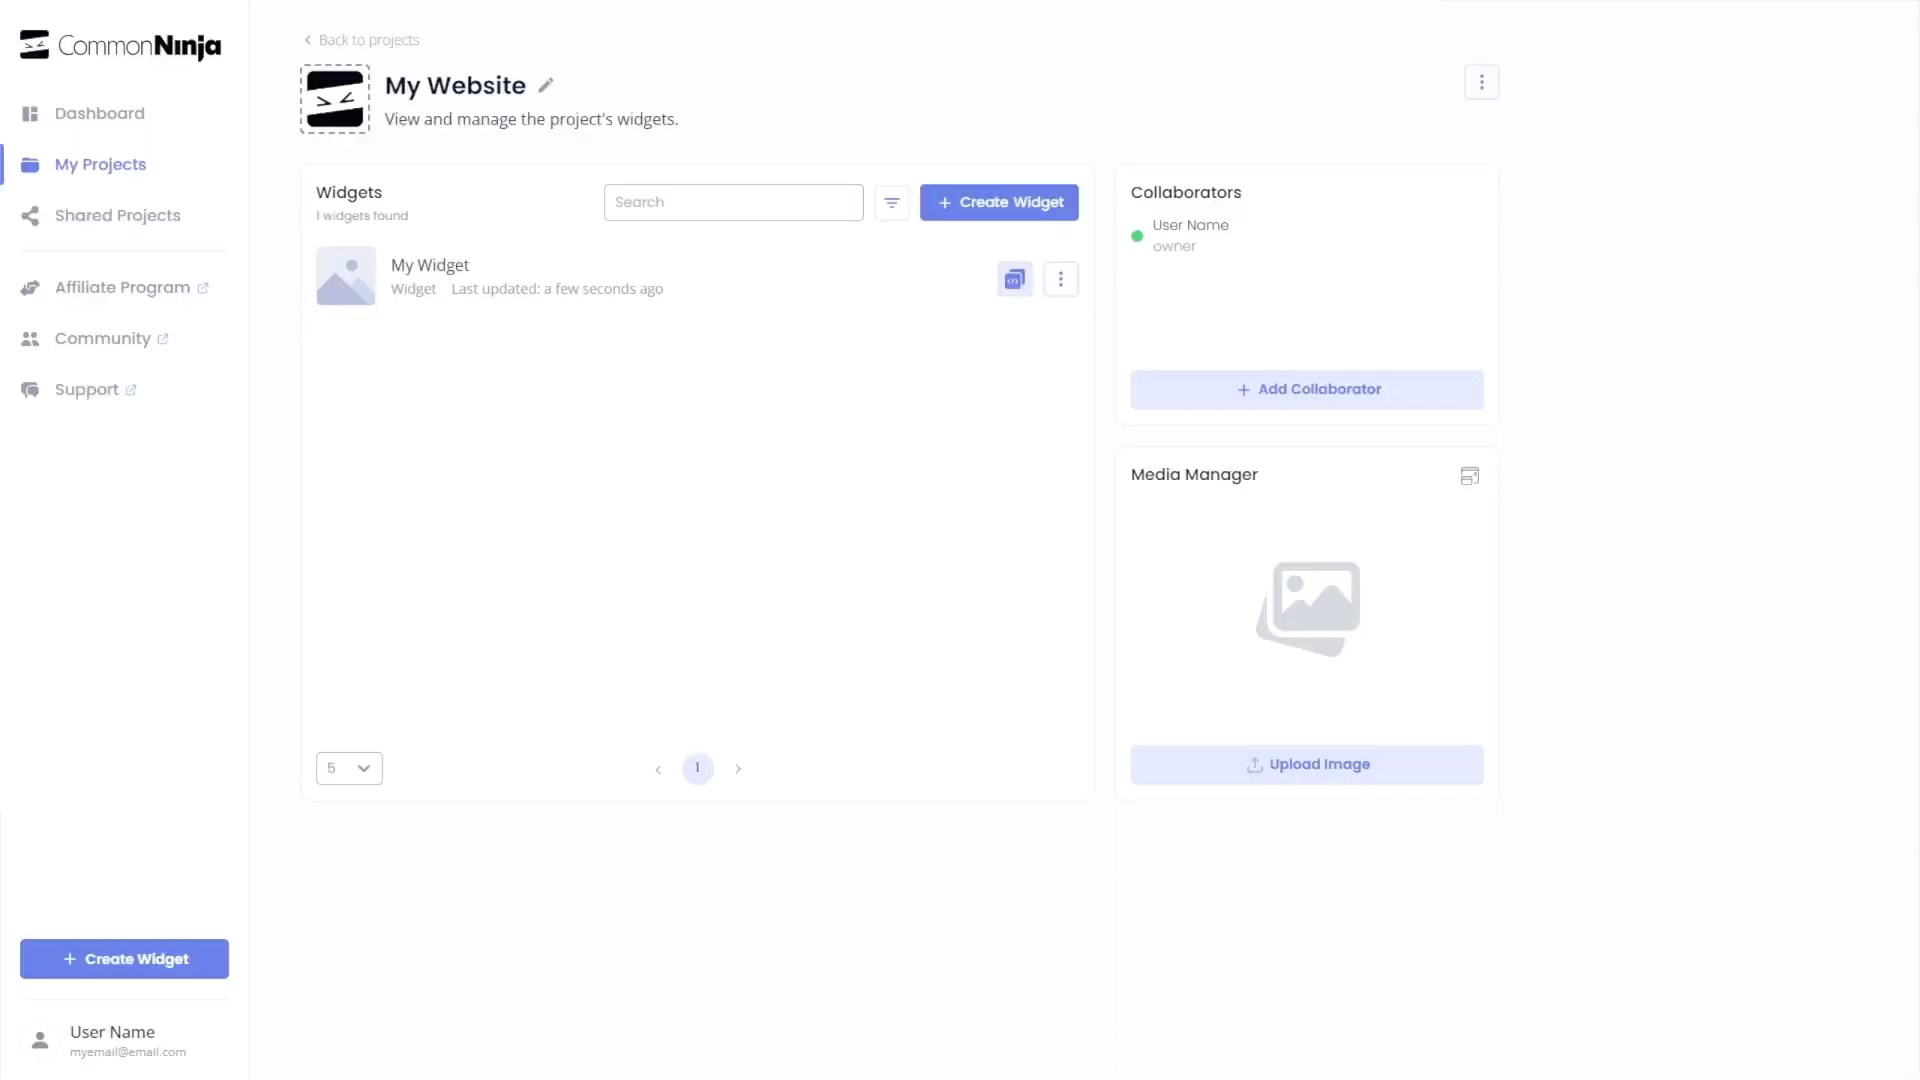 CommonNinja
Dashboard
My Projects
Shared Projects
Affiliate Program
Community
Support
Create Widget
User Name
myemail@email.com
Back to projects
My Website
View and manage the project's widgets.
Widgets
1 widgets found
Search
Create Widget
My Widget
Widget Last updated: a few seconds ago
5
1
Collaborators
User Name
owner
Add Collaborator
Media Manager
Upload Image